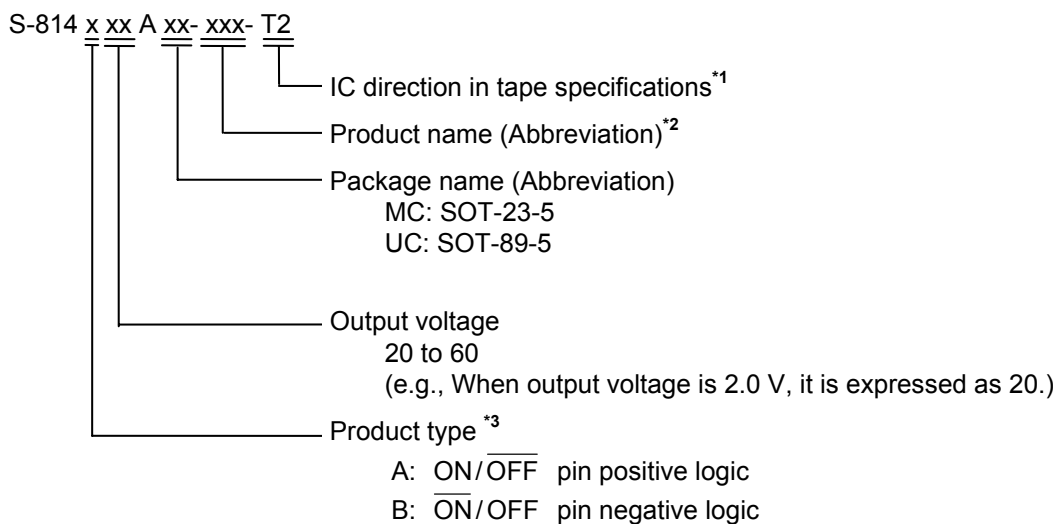 S-814 x xx A xx- xxx- T2
IC direction in tape specifications*1
Product name (Abbreviation)*2
Package name (Abbreviation)
MC: SOT-23-5
UC: SOT-89-5
Output voltage
20 to 60
(e.g., When output voltage is 2.0 V, it is expressed as 20.)
Product type *3
A: ON/O̅F̅F̅ pin positive logic
B: O̅N̅/OFF pin negative logic